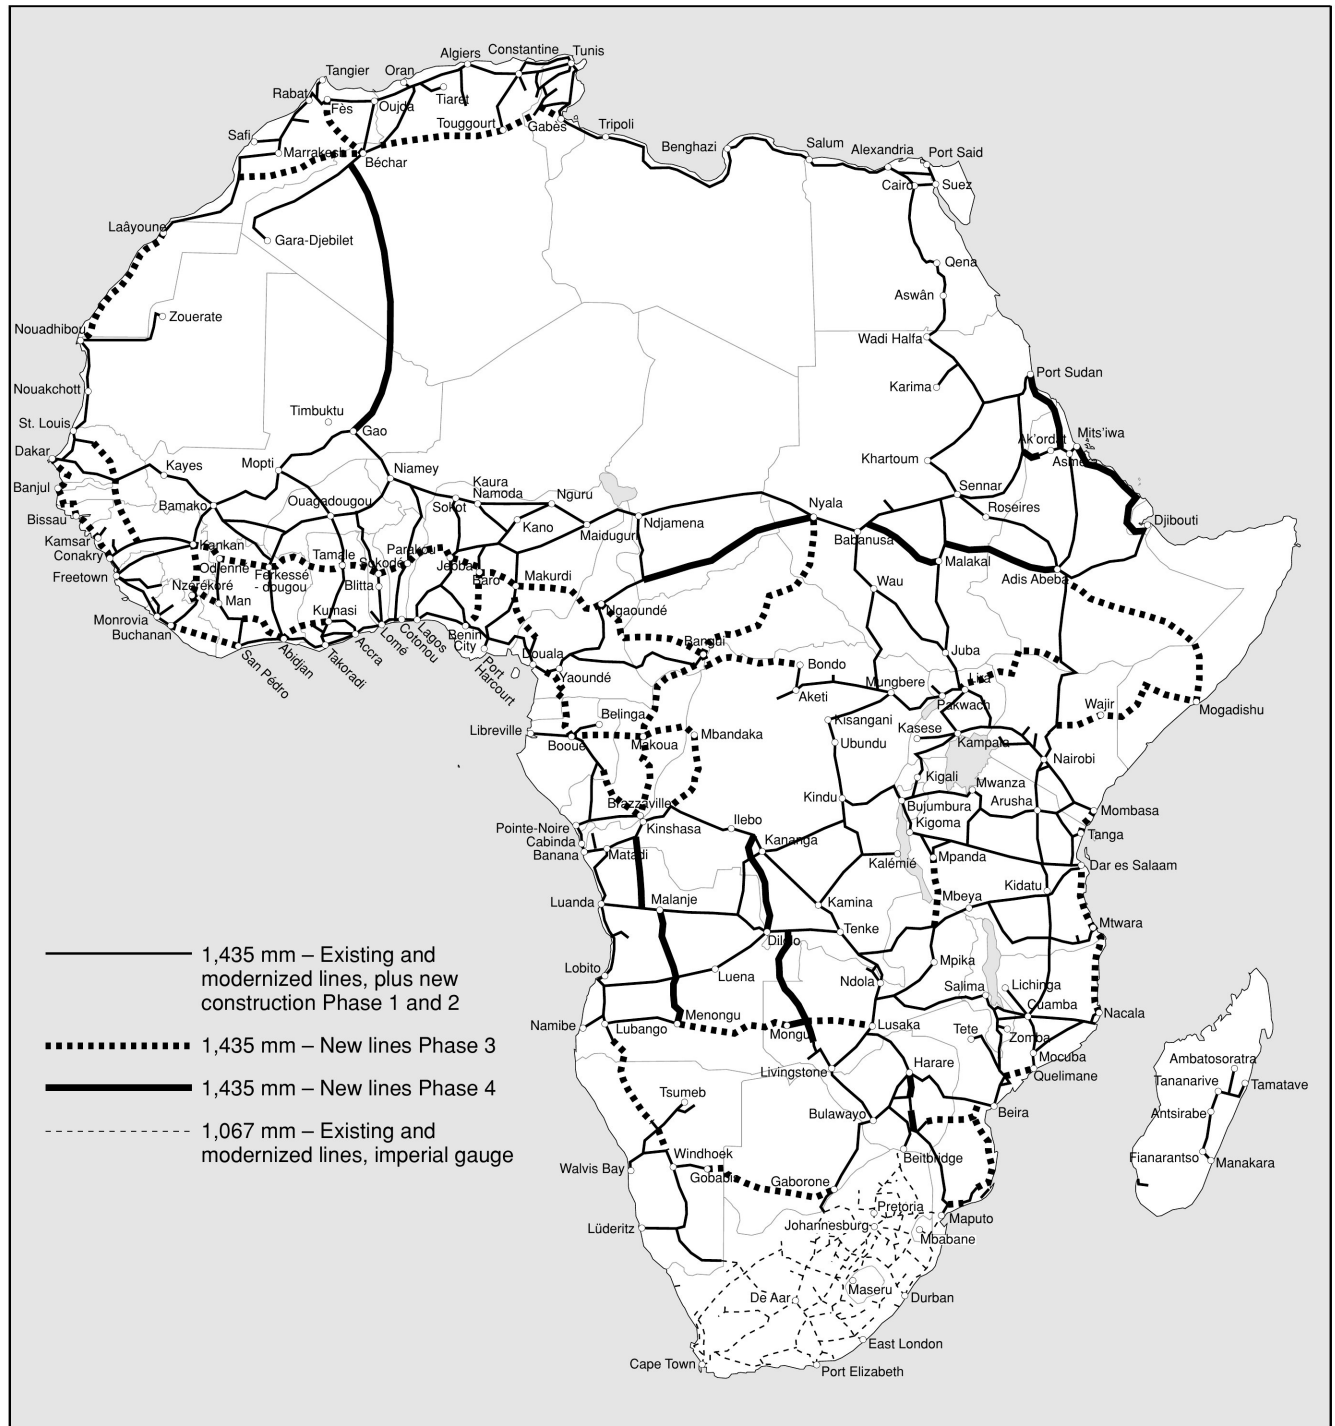 Algiers
Constantine
Tunis
Tangier
Oran
Rabat
Fès
Oujda
Tiaret
Touggourt
Gabès
Tripoli
Safi
Marrakesh
Béchar
Benghazi
Salum
Alexandria
Port Said
Cairo
Suez
Laâyoune
Gara-Djebilet
Qena
Aswân
Zouerate
Nouadhibou
Wadi Halfa
Port Sudan
Karima
Nouakchott
Timbuktu
St. Louis
Gao
Ak'ordat
Mits'iwa
Dakar
Kayes
Mopti
Niamey
Khartoum
Asmera
Banjul
Bamako
Ouagadougou
Kaura
Namoda
Nguru
Sokot
Nyala
Sennar
Roseires
Bissau
Kano
Ndjamena
Djibouti
Kamsar
Kankan
Maiduguri
Babanusa
Conakry
Odienne
Tamale
Parakou
Sokodé
Jebba
Malakal
Freetown
Nzérékoré
Ferkessé
- dougou
Blitta
Baro
Makurdi
Adis Abeba
Wau
Man
Kumasi
Ngaoundé
Monrovia
Buchanan
San Pédro
Abidjan
Takoradi
Accra
Lomé
Cotonou
Lagos
Benin
City
Port
Harcourt
Douala
Yaoundé
Bangui
Juba
Bondo
Aketi
Mungbere
Lira
Pakwach
Wajir
Mogadishu
Libreville
Belinga
Booué
Makoua
Mbandaka
Kisangani
Ubundu
Kasese
Kampala
Nairobi
Kigali
Mwanza
Kindu
Bujumbura
Kigoma
Arusha
Mombasa
Brazzaville
Kinshasa
Ilebo
Pointe-Noire
Cabinda
Banana
Matadi
Kananga
Kalémié
Mpanda
Tanga
Dar es Salaam
Kidatu
Mbeya
Luanda
Malanje
Kamina
Mtwara
Dilolo
Tenke
Lobito
Luena
Ndola
Mpika
Salima
Lichinga
Cuamba
Nacala
Namibe
Lubango
Menongu
Mongu
Lusaka
Tete
Zomba
Mocuba
Quelimane
Livingstone
Harare
Tsumeb
Bulawayo
Beira
Ambatosoratra
Tananarive
Tamatave
Antsirabe
Fianarantso
Manakara
Walvis Bay
Windhoek
Gobabis
Gaborone
Beitbridge
Pretoria
Johannesburg
Maputo
Mbabane
Lüderitz
Maseru
De Aar
Durban
East London
Cape Town
Port Elizabeth
1,435 mm – Existing and
modernized lines, plus new
construction Phase 1 and 2
1,435 mm – New lines Phase 3
1,435 mm – New lines Phase 4
1,067 mm – Existing and
modernized lines, imperial gauge